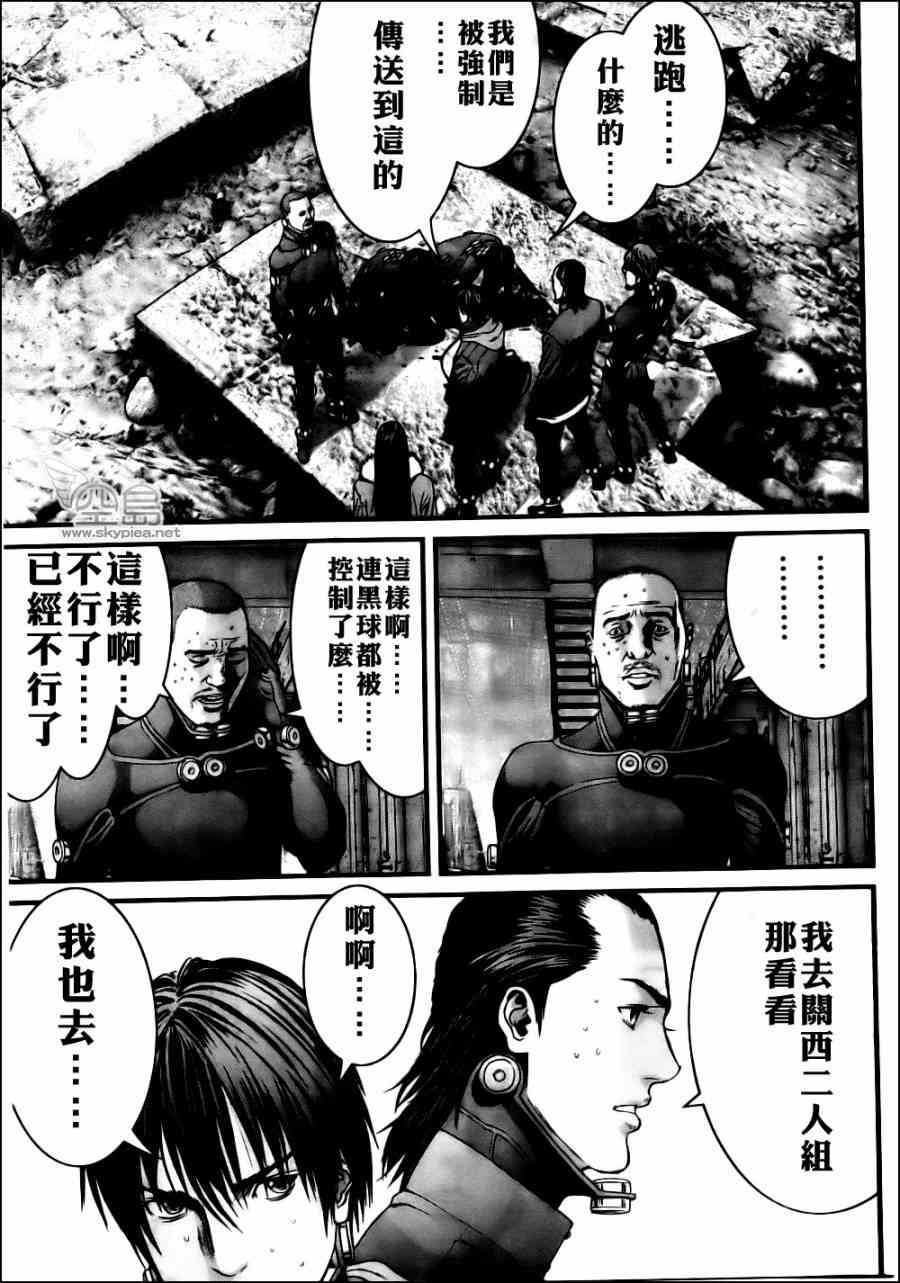 逃跑……
什麼的……
我們是
被強制
……
傳送到這的
…………
這樣啊……
連黑球都被……
控制了麼……
這樣啊……
不行了……
已經不行了
我去關西二人組
那看看
啊啊……
我也去……
空島
www.skypiea.net